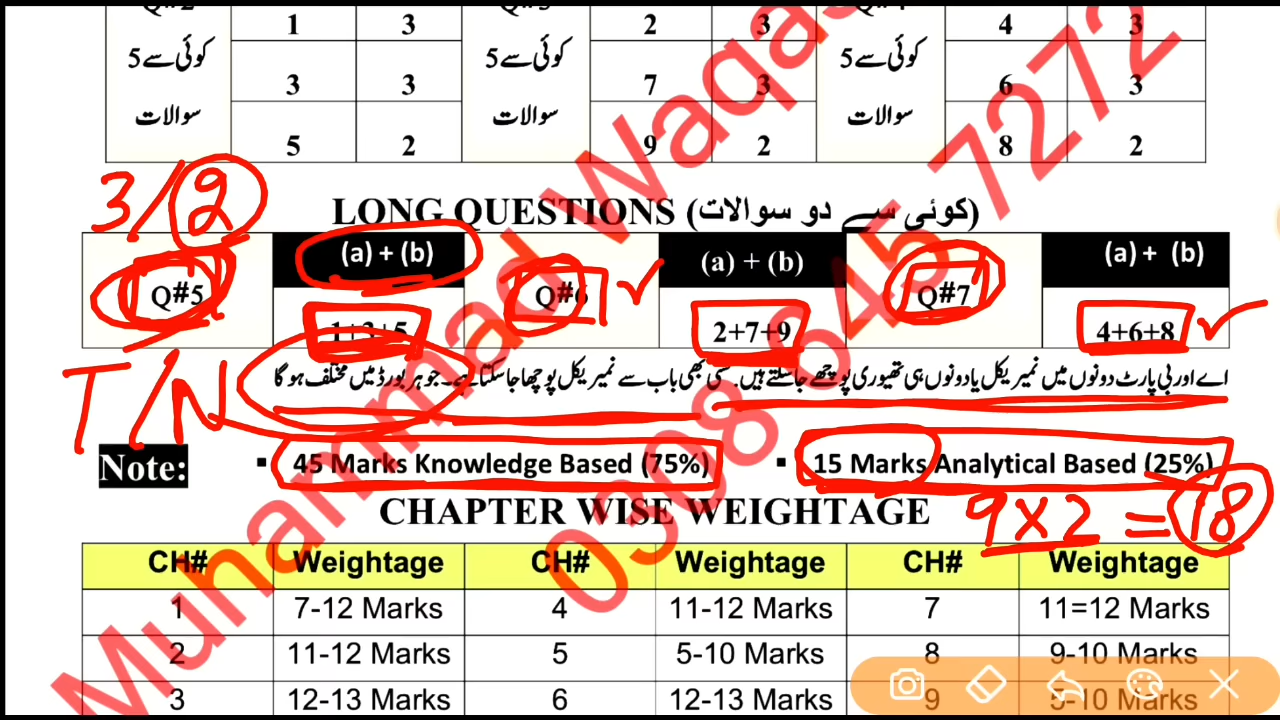 1 3 2 3 4 3
کوئی سے 5 کوئی سے 5 کوئی سے 5
3 3 7 3 6 3
سوالات سوالات سوالات
5 2 9 2 8 2
3/2
LONG QUESTIONS (کوئی سے دو سوالات)
(a) + (b) (a) + (b) (a) + (b)
Q#5 Q#6 Q#7
1+3+5 2+7+9 4+6+8
اے اور بی پارٹ دونوں میں نمیریکل یا دونوں ہی تھیوری پوچھے جاسکتے ہیں. کسی بھی باب سے نمیریکل پوچھا جاسکتا ہے۔ جو ہر بورڈ میں مختلف ہو گا
T/N
Note: ▪ 45 Marks Knowledge Based (75%) ▪ 15 Marks Analytical Based (25%)
9x2 = 18
CHAPTER WISE WEIGHTAGE
CH# Weightage CH# Weightage CH# Weightage
1 7-12 Marks 4 11-12 Marks 7 11=12 Marks
2 11-12 Marks 5 5-10 Marks 8 9-10 Marks
3 12-13 Marks 6 12-13 Marks 9 5-10 Marks
Muhammad Waqas
0308 645 7272